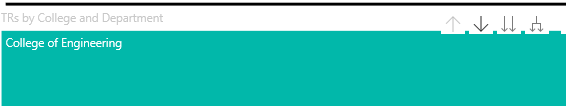 TRs by College and Department
College of Engineering